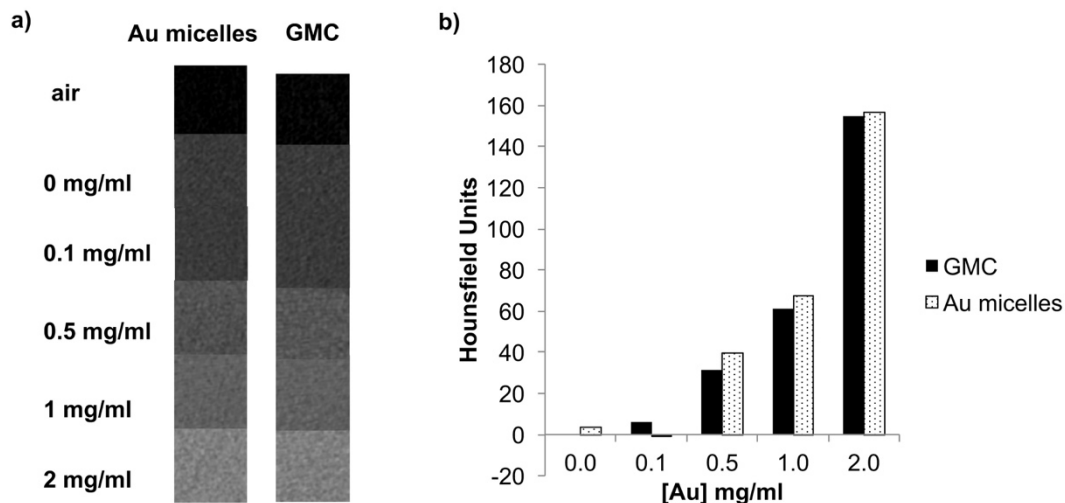 a)
Au micelles GMC
air
0 mg/ml
0.1 mg/ml
0.5 mg/ml
1 mg/ml
2 mg/ml
b)
180
160
140
120
100
80
60
40
20
0
-20
Hounsfield Units
0.0 0.1 0.5 1.0 2.0
[Au] mg/ml
GMC
Au micelles